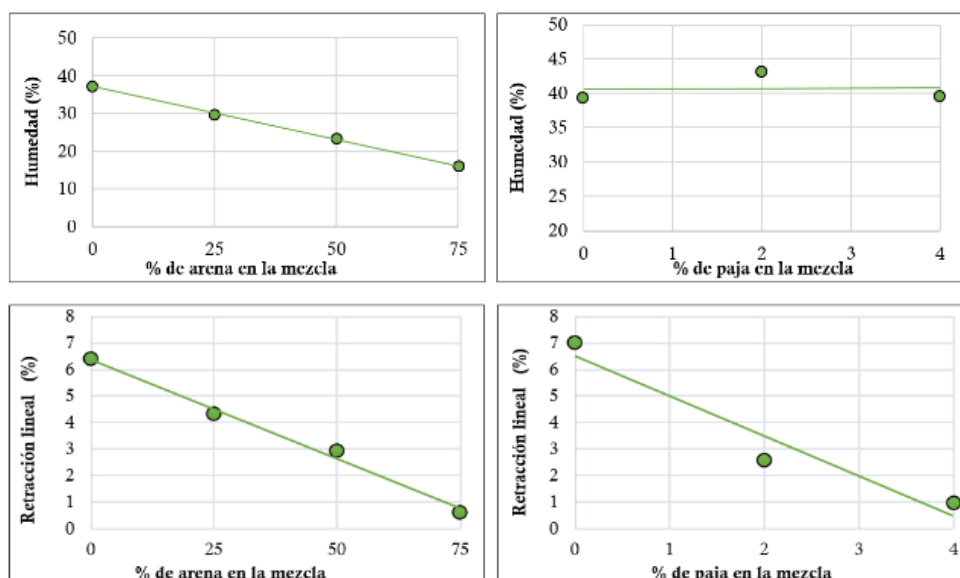 50
40
30
20
10
0
Humedad (%)
0 25 50 75
% de arena en la mezcla
50
45
40
35
30
25
20
Humedad (%)
0 1 2 3 4
% de paja en la mezcla
8
7
6
5
4
3
2
1
0
Retracción lineal (%)
0 25 50 75
% de arena en la mezcla
8
7
6
5
4
3
2
1
0
Retracción lineal (%)
0 1 2 3 4
% de paja en la mezcla